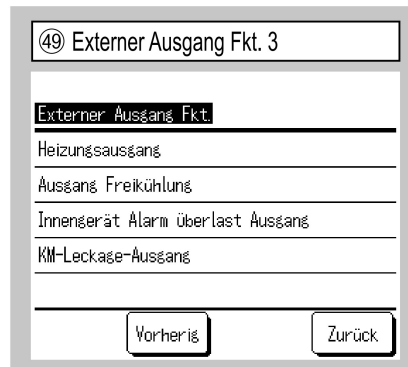 ㊾ Externer Ausgang Fkt. 3
Externer Ausgang Fkt.
Heizungsausgang
Ausgang Freikühlung
Innengerät Alarm überlast Ausgang
KM-Leckage-Ausgang
Vorherig
Zurück